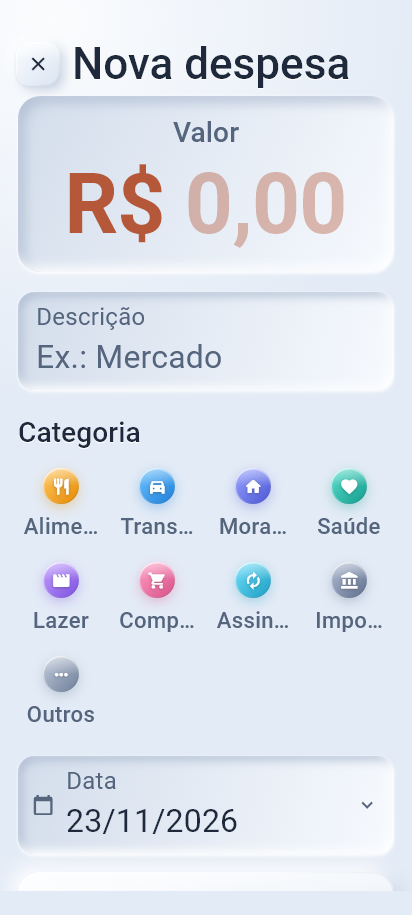 Nova despesa
Valor
R$ 0,00
Descrição
Ex.: Mercado
Categoria
Alime… Trans… Mora… Saúde
Lazer Comp… Assin… Impo…
Outros
Data
23/11/2026